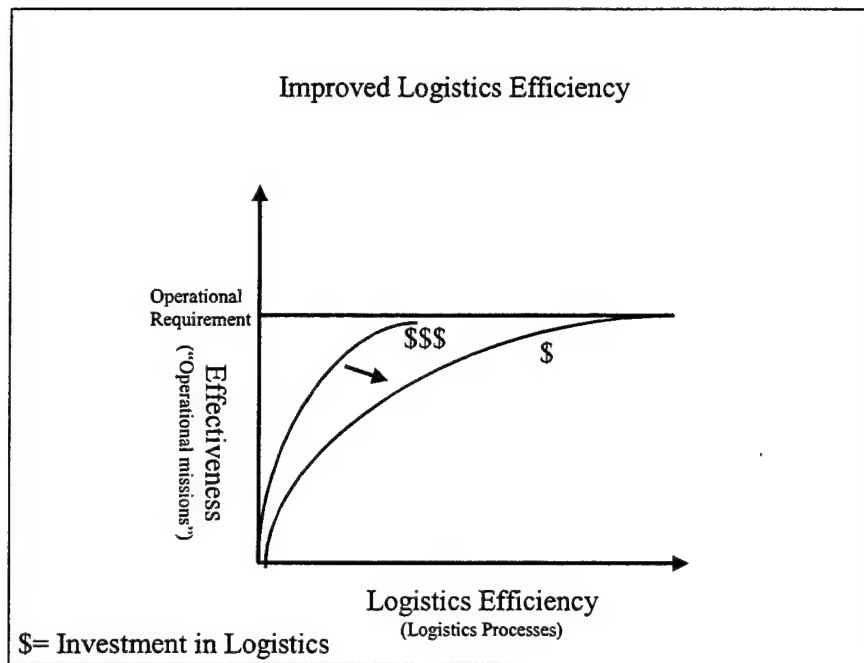 Improved Logistics Efficiency
Operational
Requirement
$$$
$
Effectiveness
("Operational missions")
Logistics Efficiency
(Logistics Processes)
$= Investment in Logistics